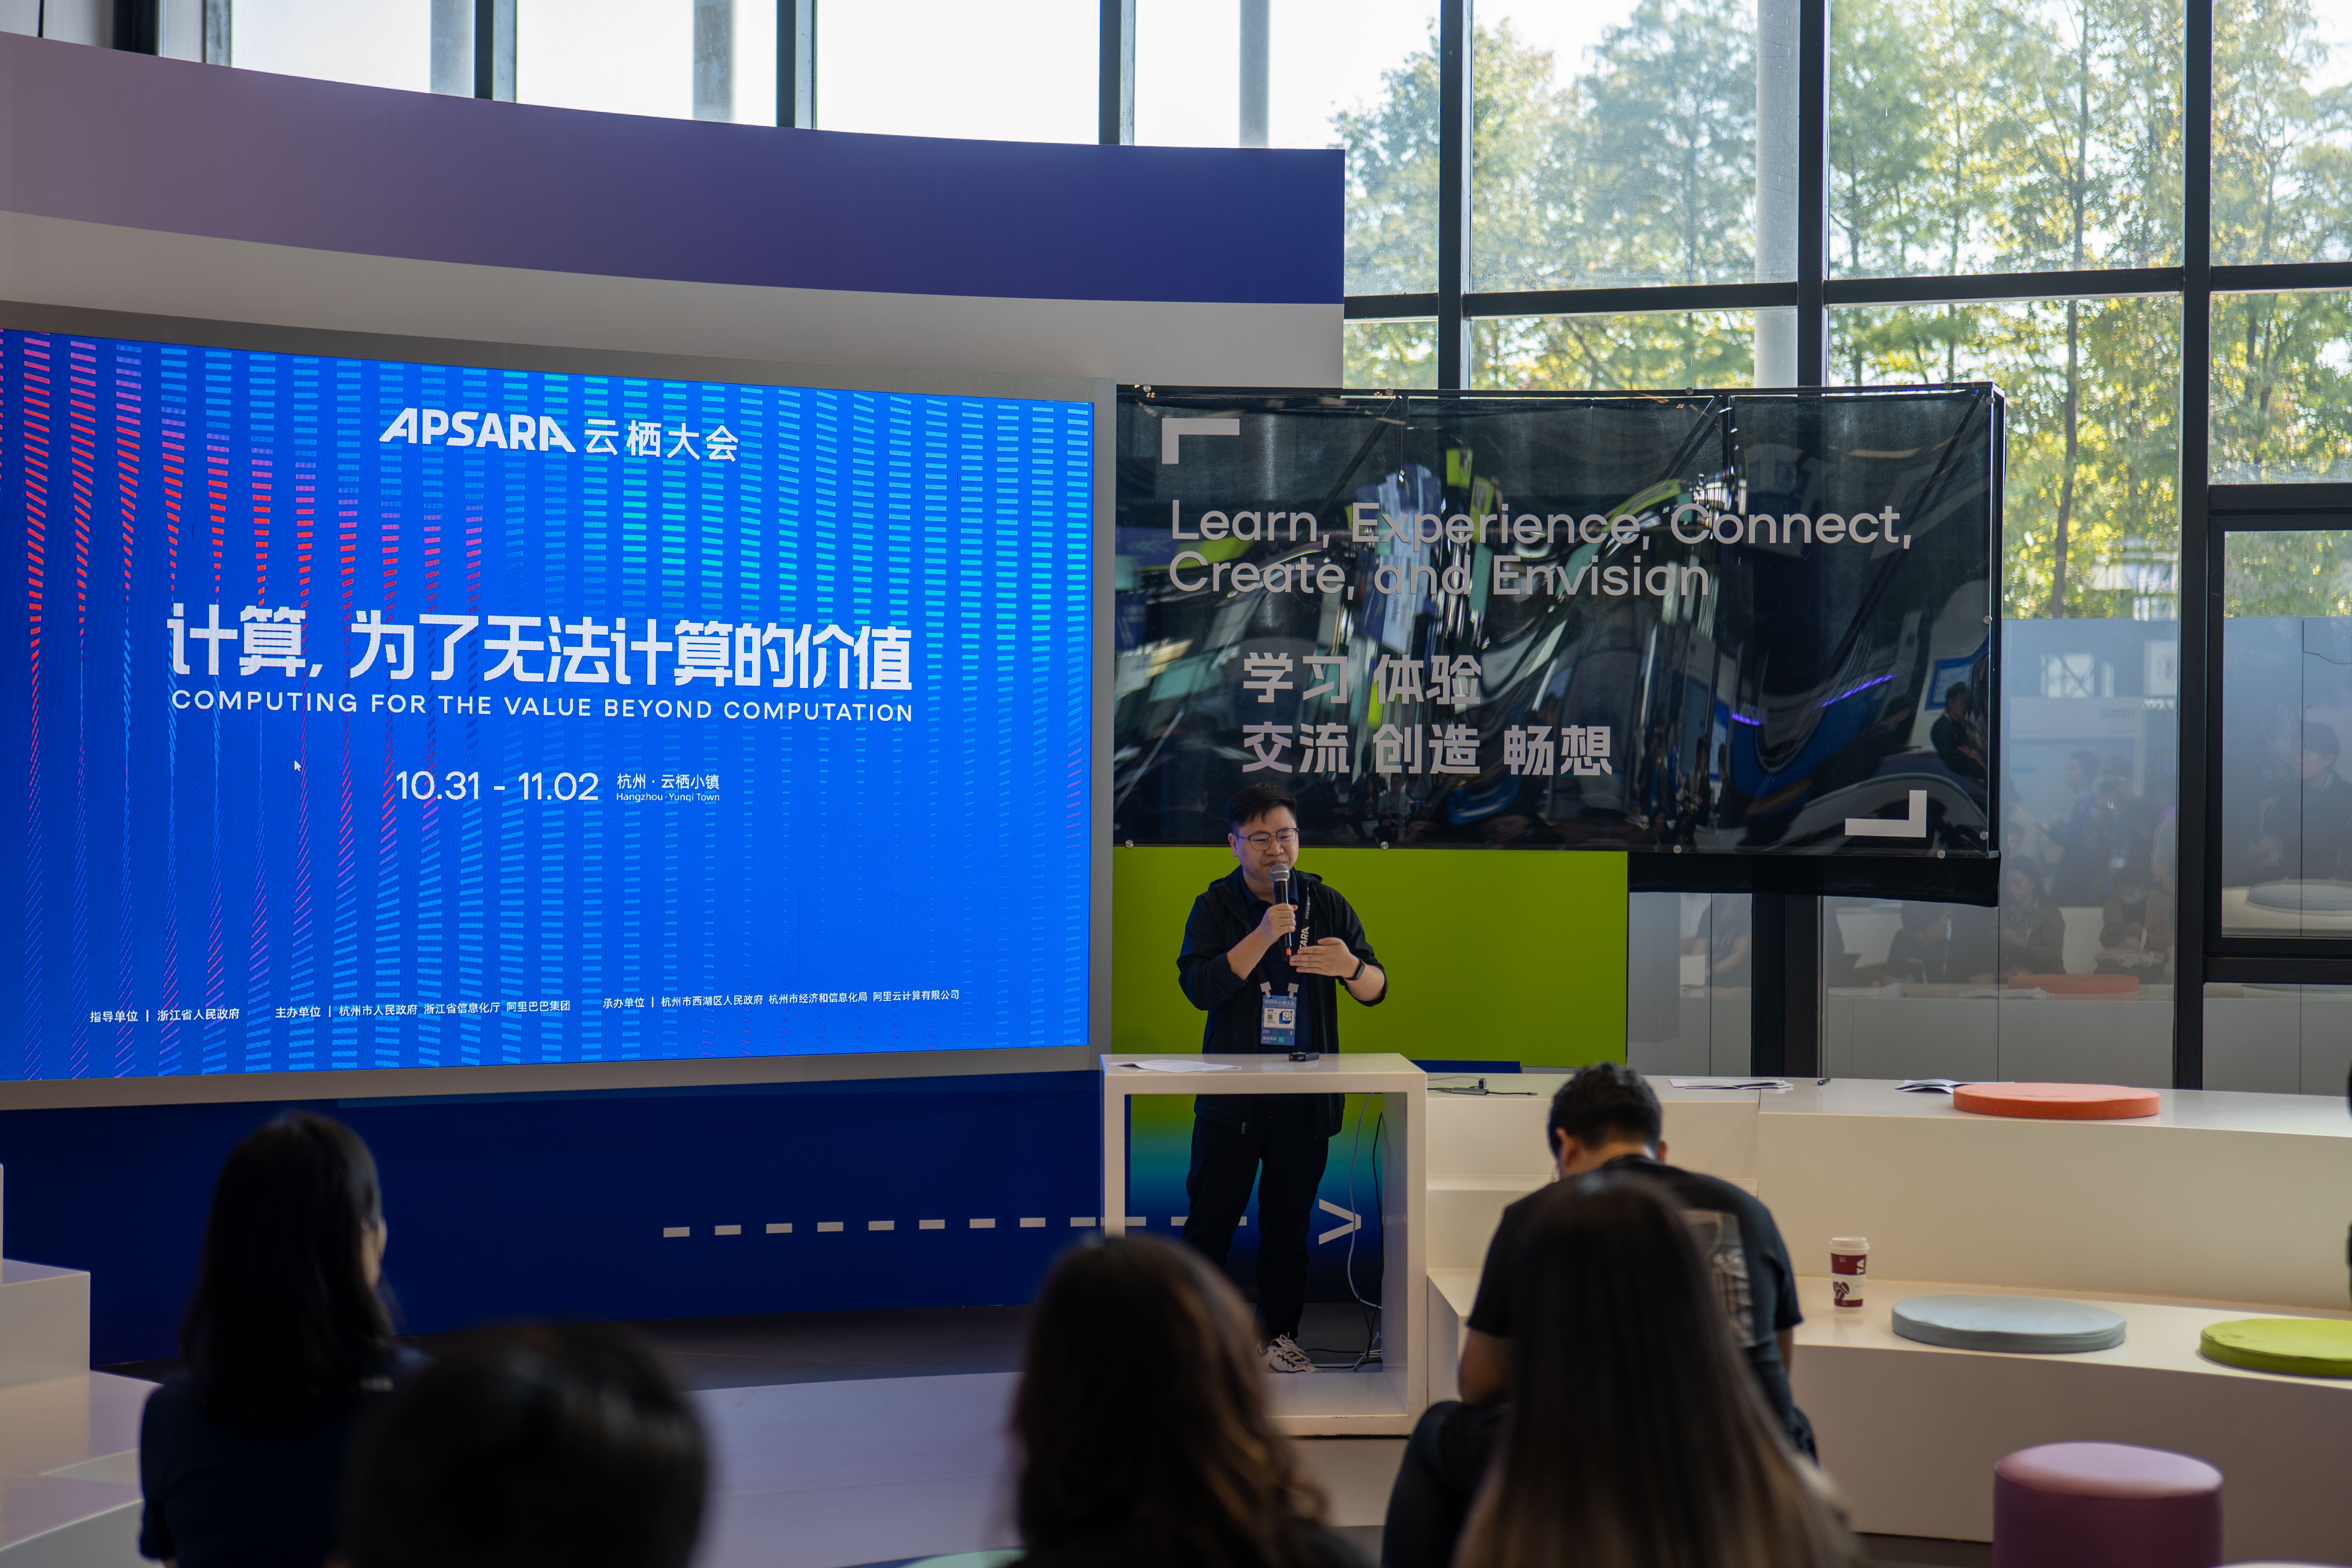 APSARA 云栖大会
计算, 为了无法计算的价值
COMPUTING FOR THE VALUE BEYOND COMPUTATION
10.31 - 11.02 杭州·云栖小镇
Hangzhou·Yunqi Town
指导单位 | 浙江省人民政府 主办单位 | 杭州市人民政府 浙江省信息化厅 阿里巴巴集团 承办单位 | 杭州市西湖区人民政府 杭州市经济和信息化局 阿里云计算有限公司
Learn, Experience, Connect,
Create, and Envision
学习 体验
交流 创造 畅想